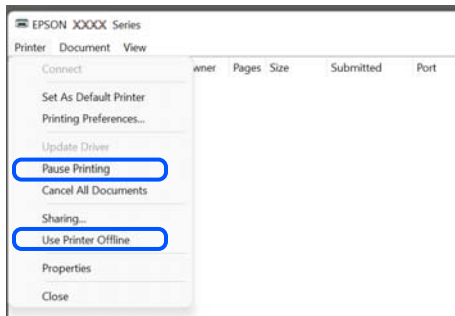 EPSON XXXX Series
Printer Document View
Connect
wner Pages Size Submitted Port
Set As Default Printer
Printing Preferences...
Update Driver
Pause Printing
Cancel All Documents
Sharing...
Use Printer Offline
Properties
Close